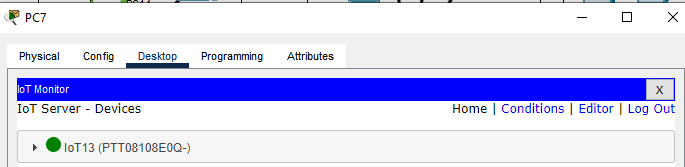 PC7
Physical Config Desktop Programming Attributes
IoT Monitor X
IoT Server - Devices Home | Conditions | Editor | Log Out
IoT13 (PTT08108E0Q-)